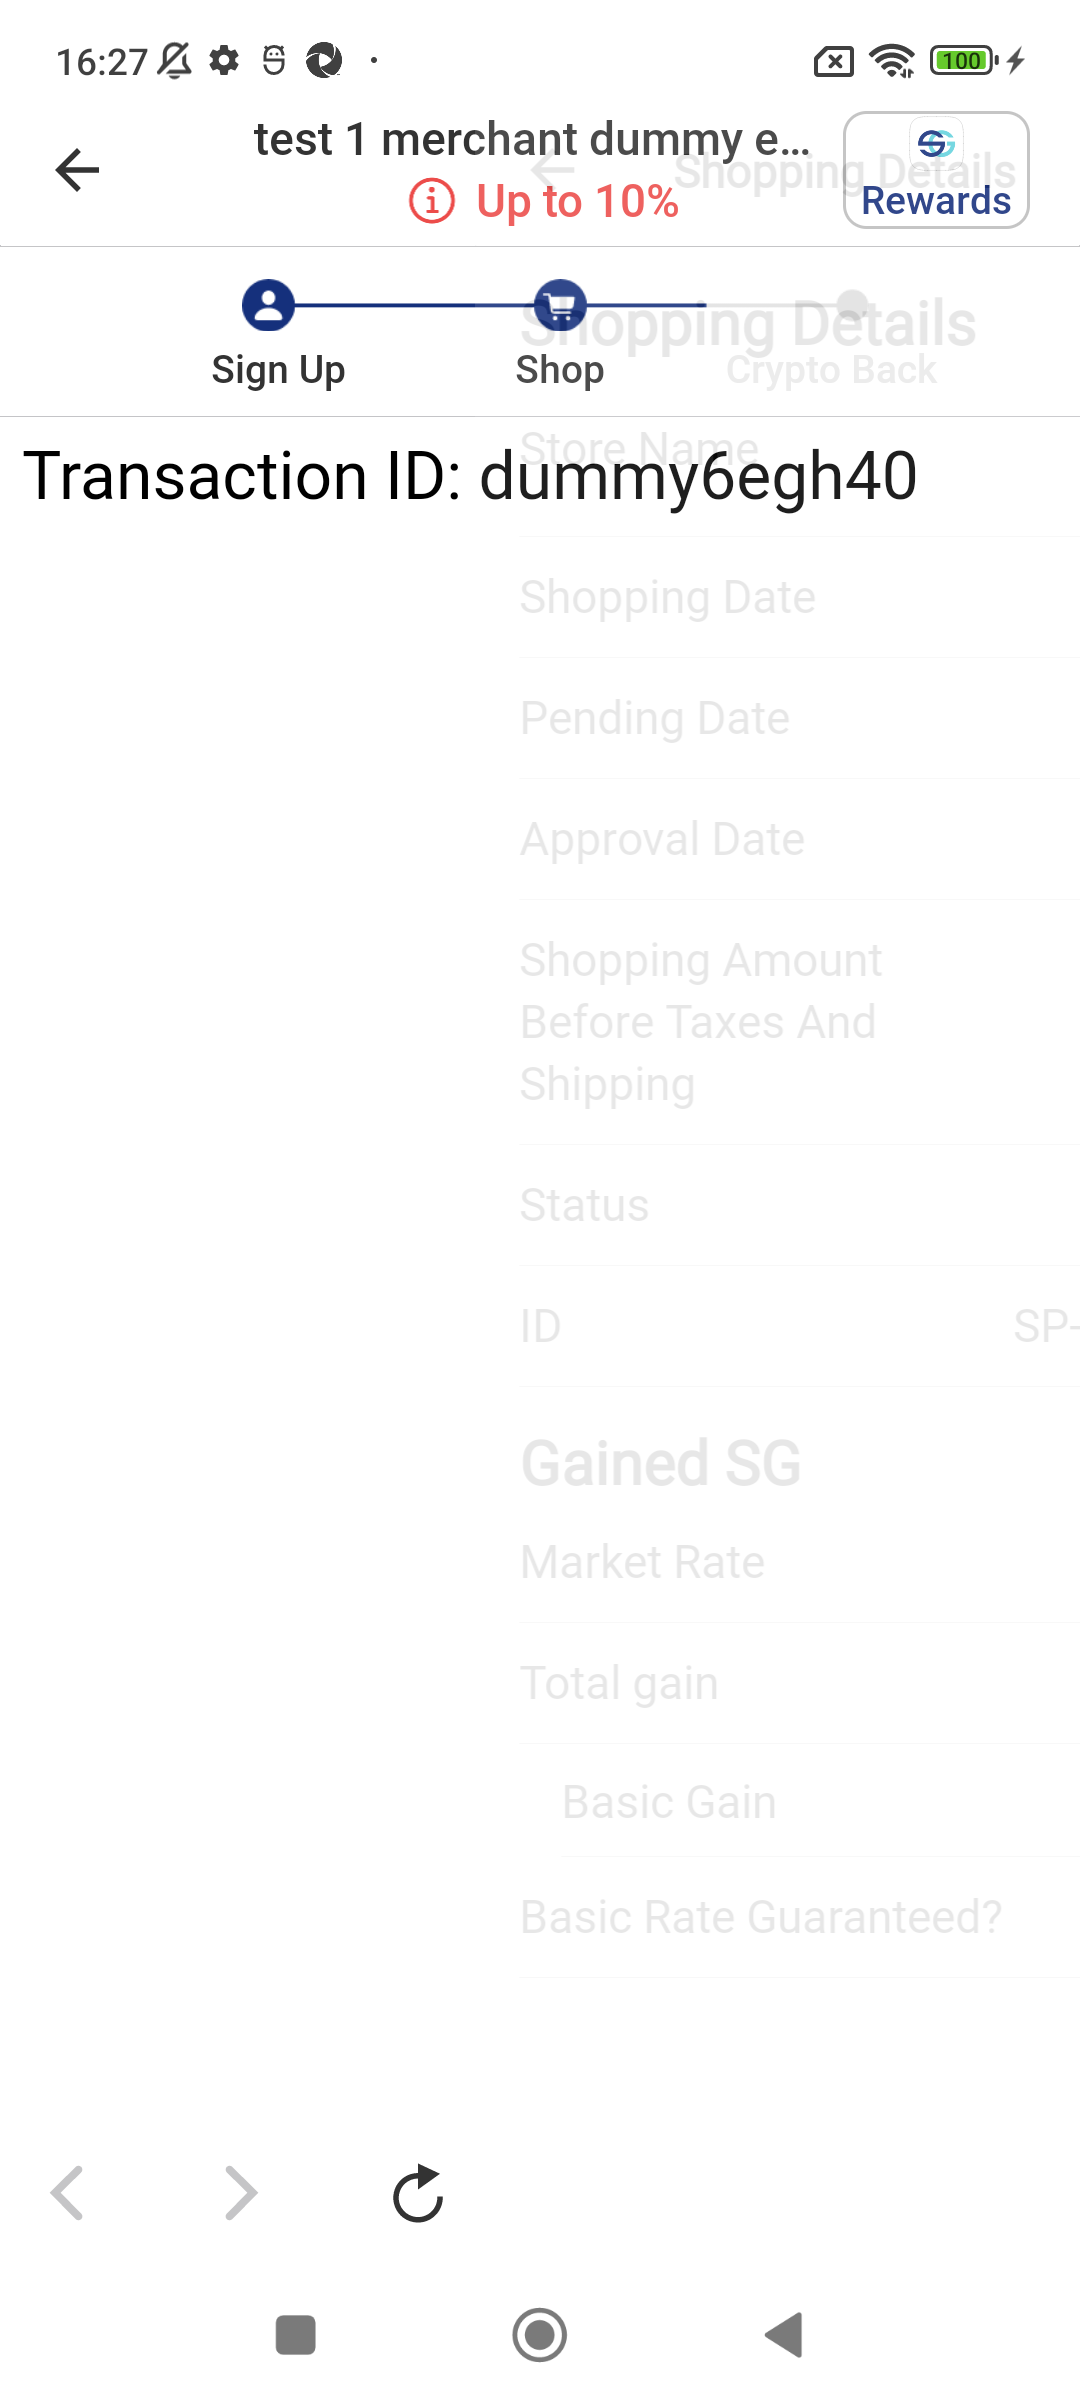 16:27
100
test 1 merchant dummy e...
Shopping Details
Up to 10%
Rewards
Shopping Details
Sign Up
Shop
Crypto Back
Store Name
Transaction ID: dummy6egh40
Shopping Date
Pending Date
Approval Date
Shopping Amount
Before Taxes And
Shipping
Status
ID SP-
Gained SG
Market Rate
Total gain
Basic Gain
Basic Rate Guaranteed?